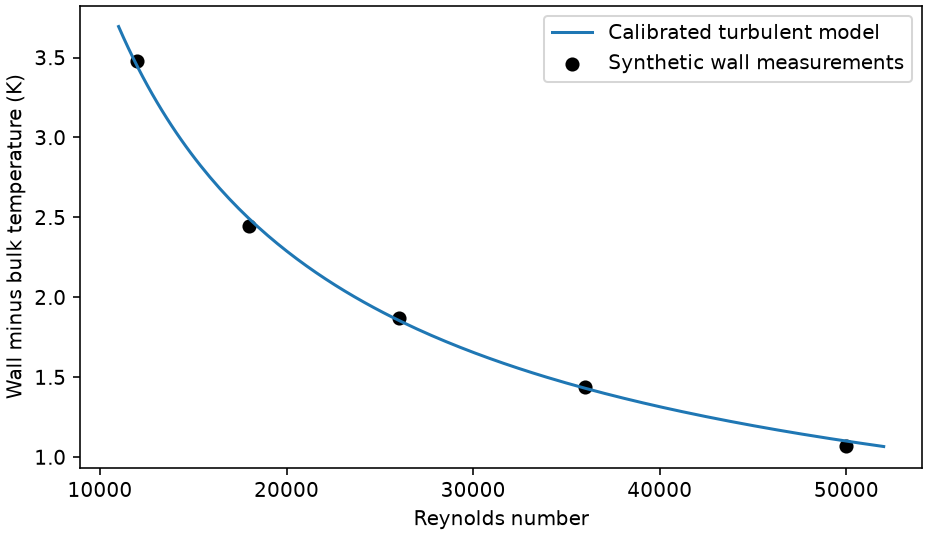 Calibrated turbulent model
Synthetic wall measurements
Wall minus bulk temperature (K)
3.5
3.0
2.5
2.0
1.5
1.0
10000 20000 30000 40000 50000
Reynolds number